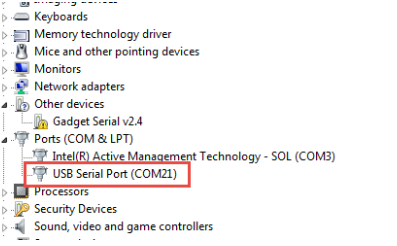 Imaging devices
Keyboards
Memory technology driver
Mice and other pointing devices
Monitors
Network adapters
Other devices
Gadget Serial v2.4
Ports (COM & LPT)
Intel(R) Active Management Technology - SOL (COM3)
USB Serial Port (COM21)
Processors
Security Devices
Sound, video and game controllers